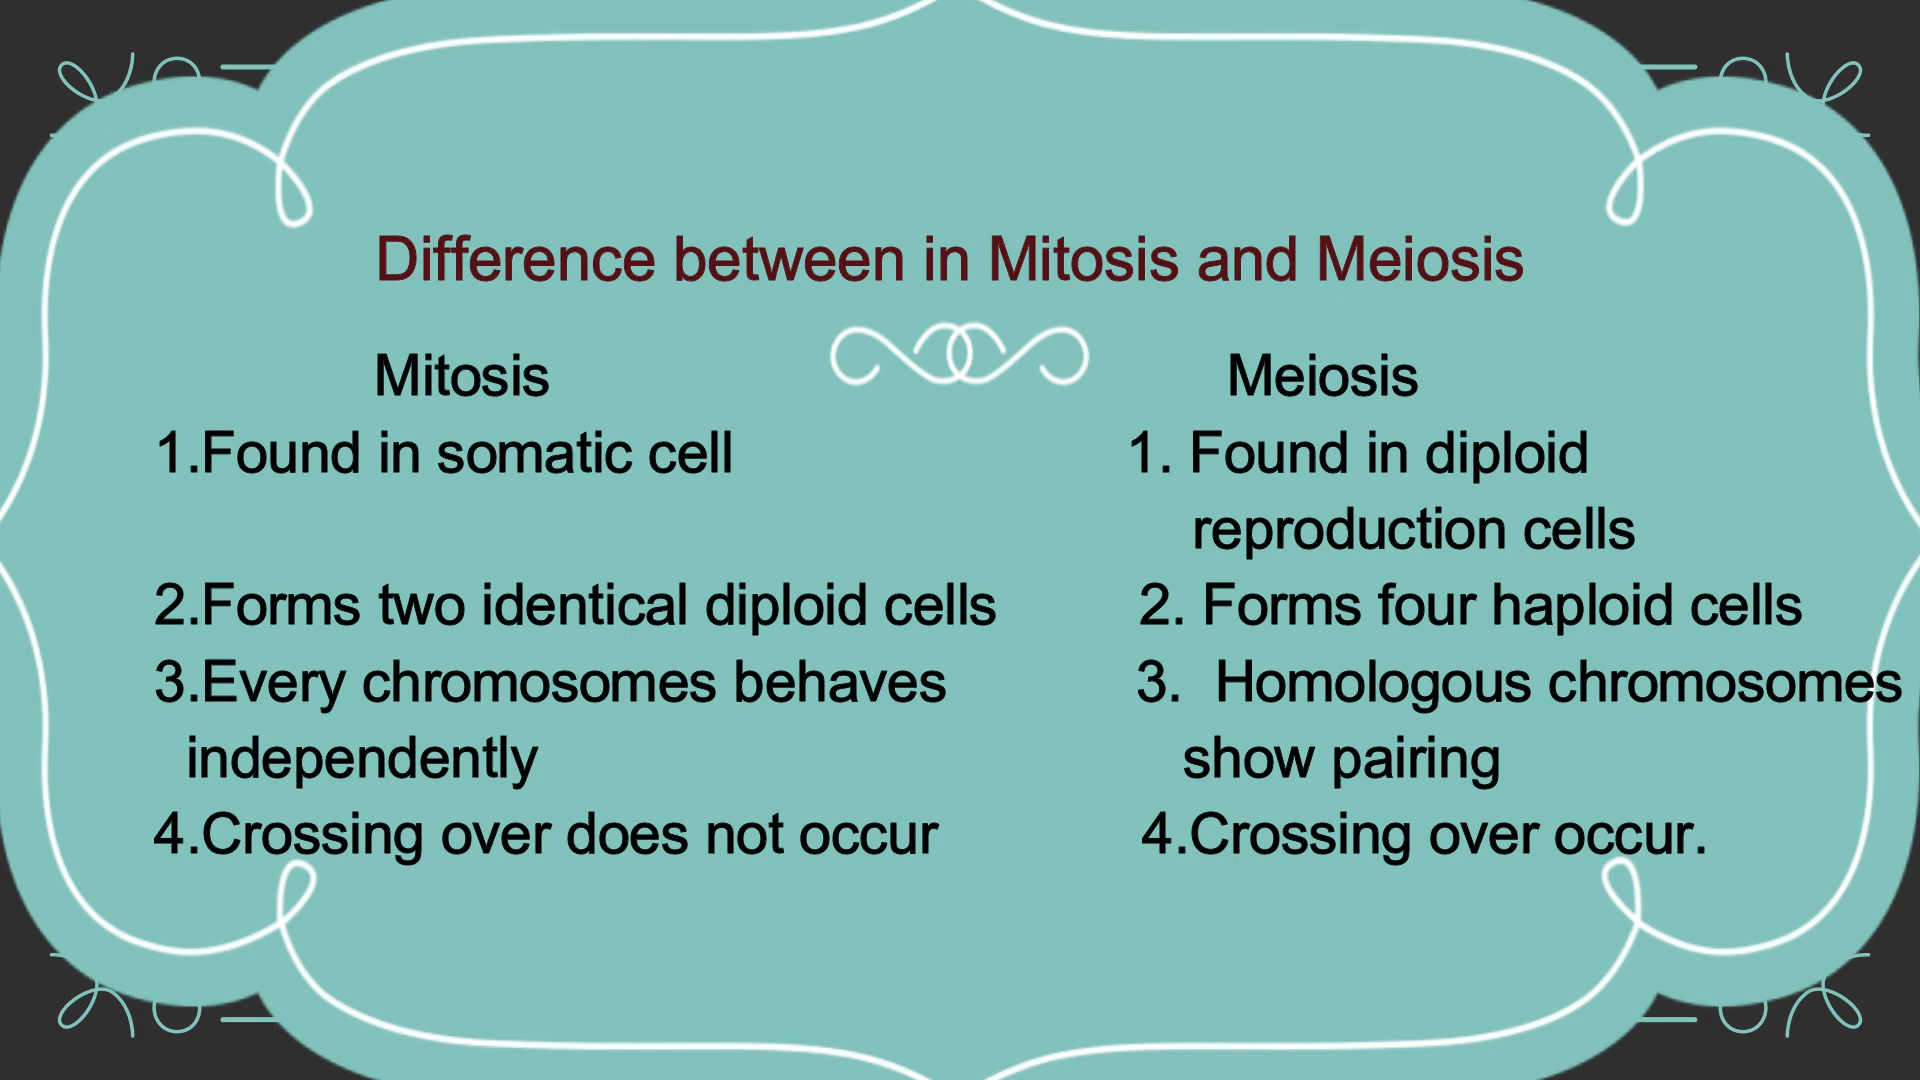 Difference between in Mitosis and Meiosis
Mitosis
1.Found in somatic cell
2.Forms two identical diploid cells
3.Every chromosomes behaves
independently
4.Crossing over does not occur
Meiosis
1. Found in diploid
reproduction cells
2. Forms four haploid cells
3. Homologous chromosomes
show pairing
4.Crossing over occur.